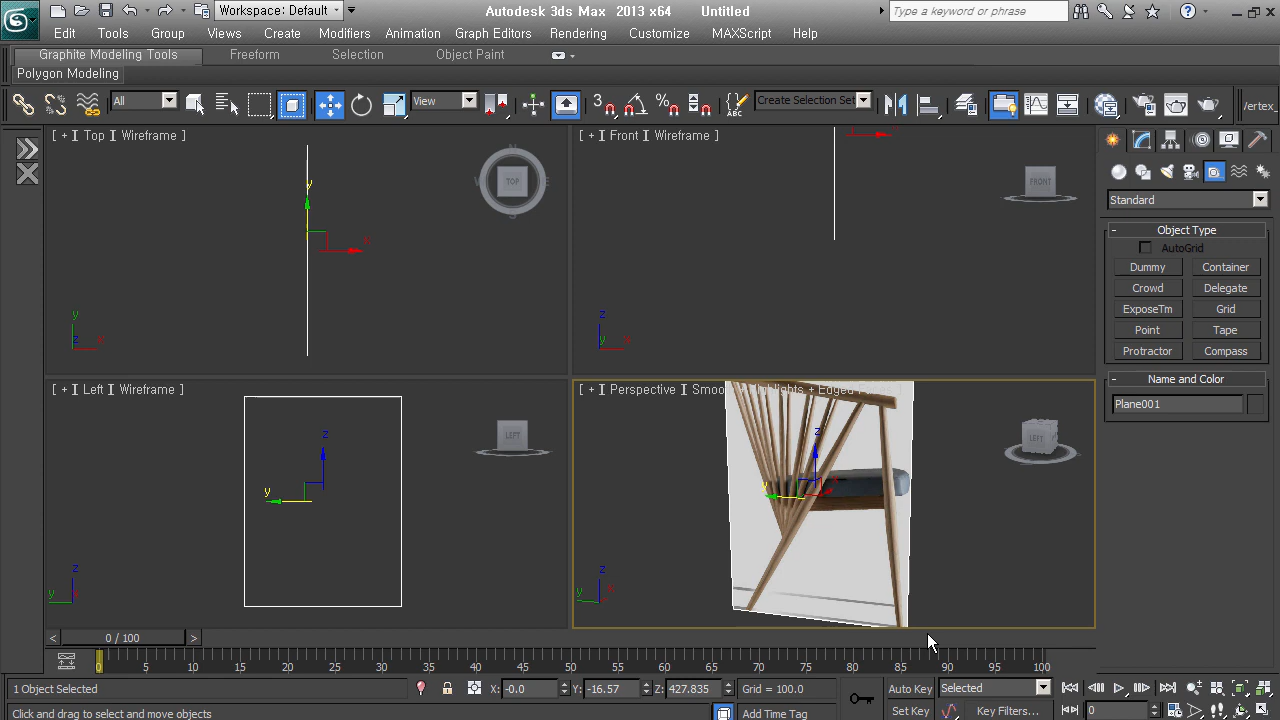 Workspace: Default
Autodesk 3ds Max 2013 x64 Untitled
Type a keyword or phrase
Edit Tools Group Views Create Modifiers Animation Graph Editors Rendering Customize MAXScript Help
Graphite Modeling Tools Freeform Selection Object Paint
Polygon Modeling
All View Create Selection Set ertex
[ + ] [ Top ] [ Wireframe ]
[ + ] [ Front ] [ Wireframe ]
TOP
FRONT
Standard
- Object Type
AutoGrid
Dummy Container
Crowd Delegate
ExposeTm Grid
Point Tape
Protractor Compass
- Name and Color
Plane001
[ + ] [ Left ] [ Wireframe ]
[ + ] [ Perspective ]
LEFT
LEFT
< 0 / 100 >
0 5 10 15 20 25 30 35 40 45 50 55 60 65 70 75 80 85 90 95 100
1 Object Selected X: -0.0 Y: -16.57 Z: 427.835 Grid = 100.0 Auto Key Selected
Click and drag to select and move objects Add Time Tag Set Key Key Filters... 0